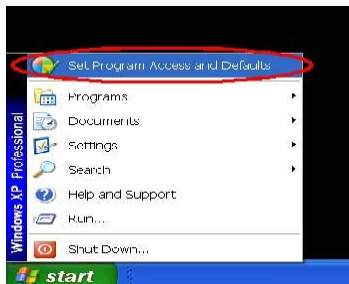 Set Program Access and Defaults
Programs
Documents
Settings
Search
Help and Support
Run...
Shut Down...
Windows XP Professional
start